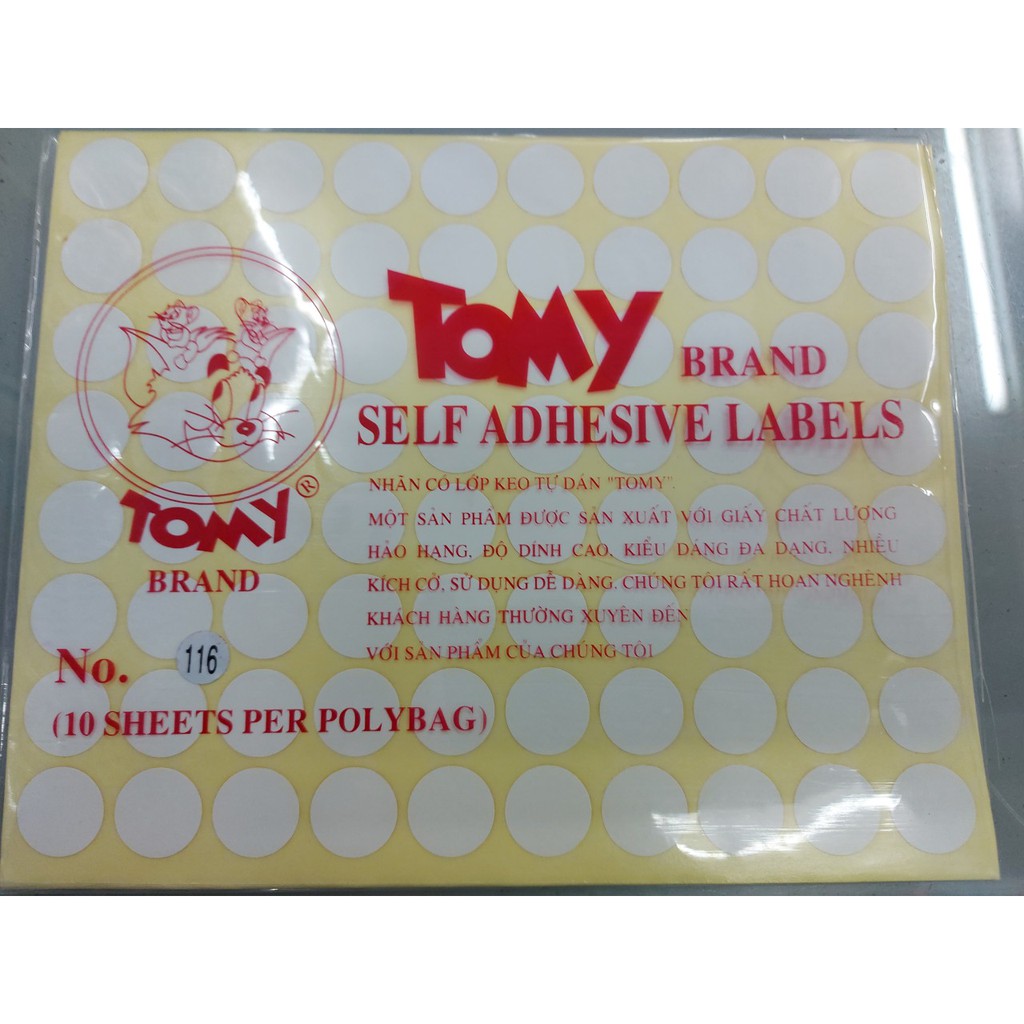 TOMY BRAND
SELF ADHESIVE LABELS
NHÃN CÓ LỚP KEO TỰ DÁN "TOMY".
MỘT SẢN PHẨM ĐƯỢC SẢN XUẤT VỚI GIẤY CHẤT LƯỢNG
HẢO HẠNG, ĐỘ DÍNH CAO, KIỂU DÁNG ĐA DẠNG, NHIỀU
KÍCH CỠ, SỬ DỤNG DỄ DÀNG. CHÚNG TÔI RẤT HOAN NGHÊNH
KHÁCH HÀNG THƯỜNG XUYÊN ĐẾN
VỚI SẢN PHẨM CỦA CHÚNG TÔI
TOMY®
BRAND
No. 116
(10 SHEETS PER POLYBAG)